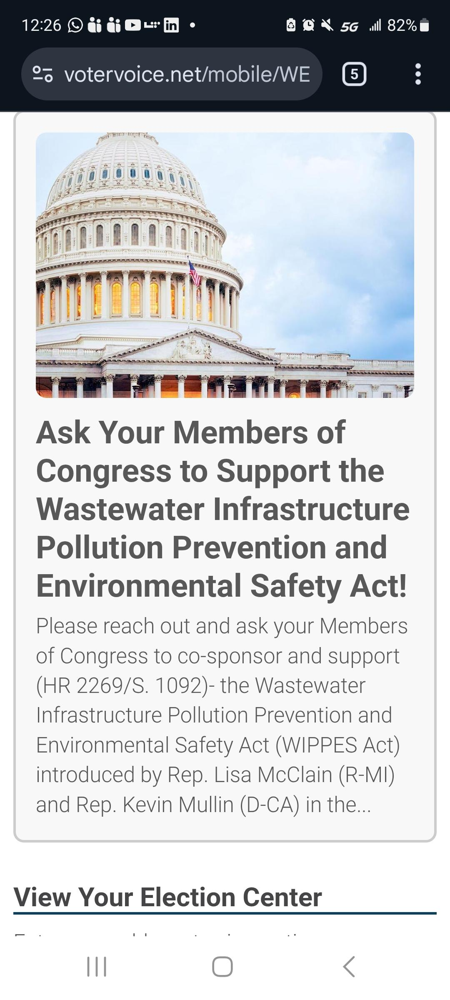 12:26
5G
82%
votervoice.net/mobile/WE
5
Ask Your Members of
Congress to Support the
Wastewater Infrastructure
Pollution Prevention and
Environmental Safety Act!
Please reach out and ask your Members
of Congress to co-sponsor and support
(HR 2269/S. 1092)- the Wastewater
Infrastructure Pollution Prevention and
Environmental Safety Act (WIPPES Act)
introduced by Rep. Lisa McClain (R-MI)
and Rep. Kevin Mullin (D-CA) in the...
View Your Election Center